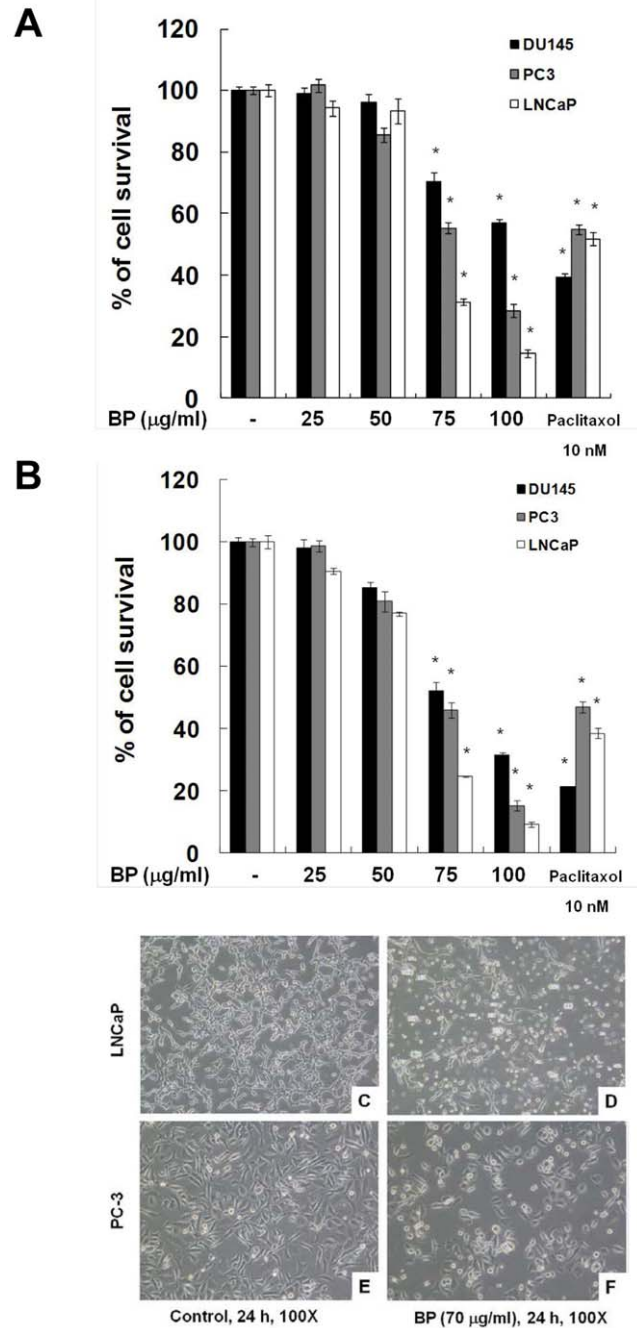 A
120
100
80
60
40
20
0
% of cell survival
DU145
PC3
LNCaP
* * * * * * * * *
BP (μg/ml) - 25 50 75 100 Paclitaxol
10 nM
B
120
100
80
60
40
20
0
% of cell survival
DU145
PC3
LNCaP
* * * * * * * * *
BP (μg/ml) - 25 50 75 100 Paclitaxol
10 nM
LNCaP
C D
PC-3
E F
Control, 24 h, 100X BP (70 μg/ml), 24 h, 100X